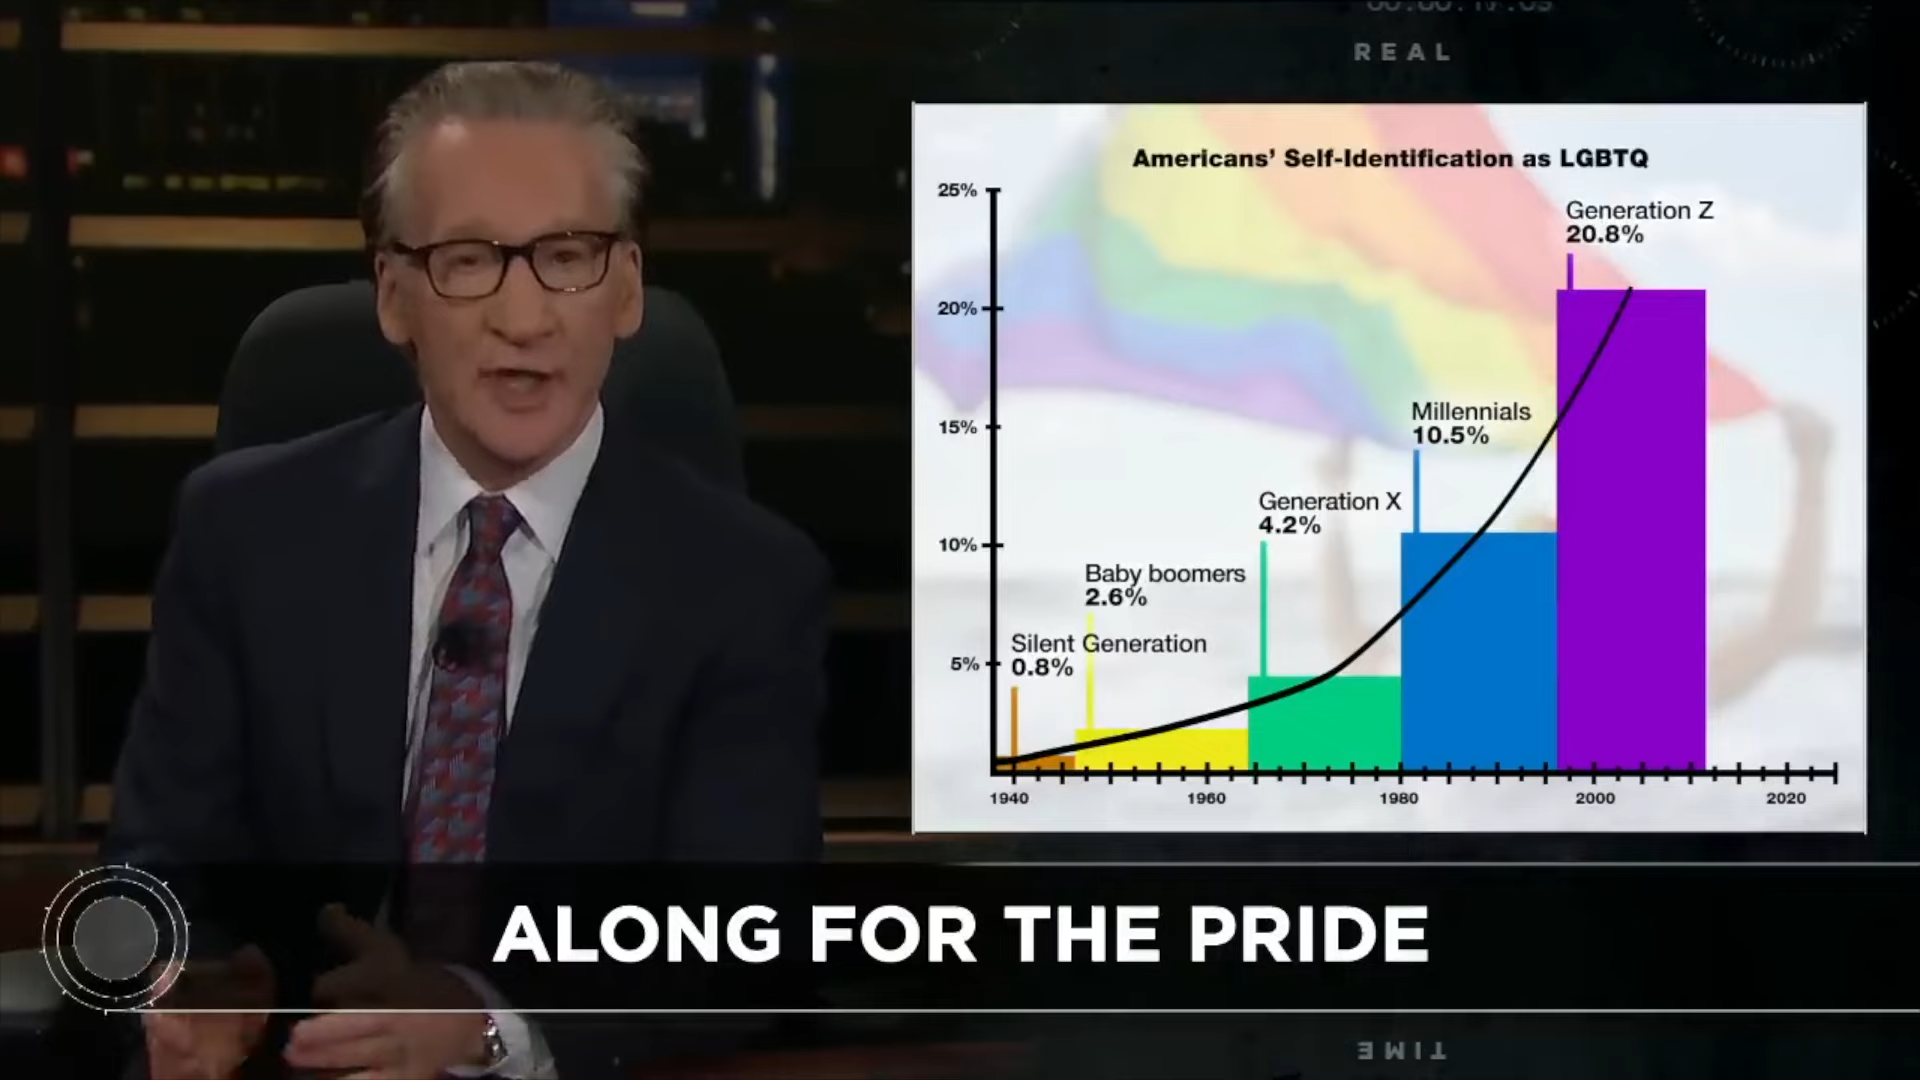 REAL
Americans' Self-Identification as LGBTQ
25%
20%
15%
10%
5%
Generation Z
20.8%
Millennials
10.5%
Generation X
4.2%
Baby boomers
2.6%
Silent Generation
0.8%
1940 1960 1980 2000 2020
ALONG FOR THE PRIDE
TIME